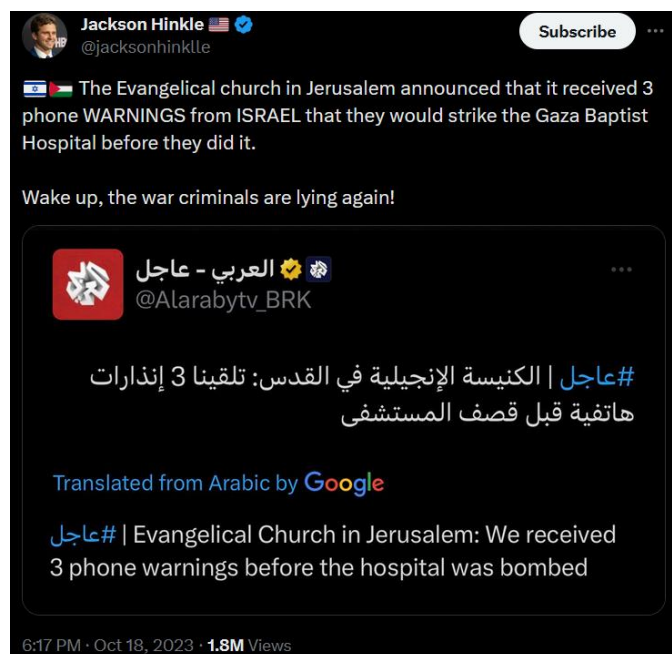 Jackson Hinkle 🇺🇸
@jacksonhinklle
Subscribe
🇮🇱🇵🇸 The Evangelical church in Jerusalem announced that it received 3
phone WARNINGS from ISRAEL that they would strike the Gaza Baptist
Hospital before they did it.
Wake up, the war criminals are lying again!
العربي - عاجل
@Alarabytv_BRK
#عاجل | الكنيسة الإنجيلية في القدس: تلقينا 3 إنذارات
هاتفية قبل قصف المستشفى
Translated from Arabic by Google
#عاجل | Evangelical Church in Jerusalem: We received
3 phone warnings before the hospital was bombed
6:17 PM · Oct 18, 2023 · 1.8M Views